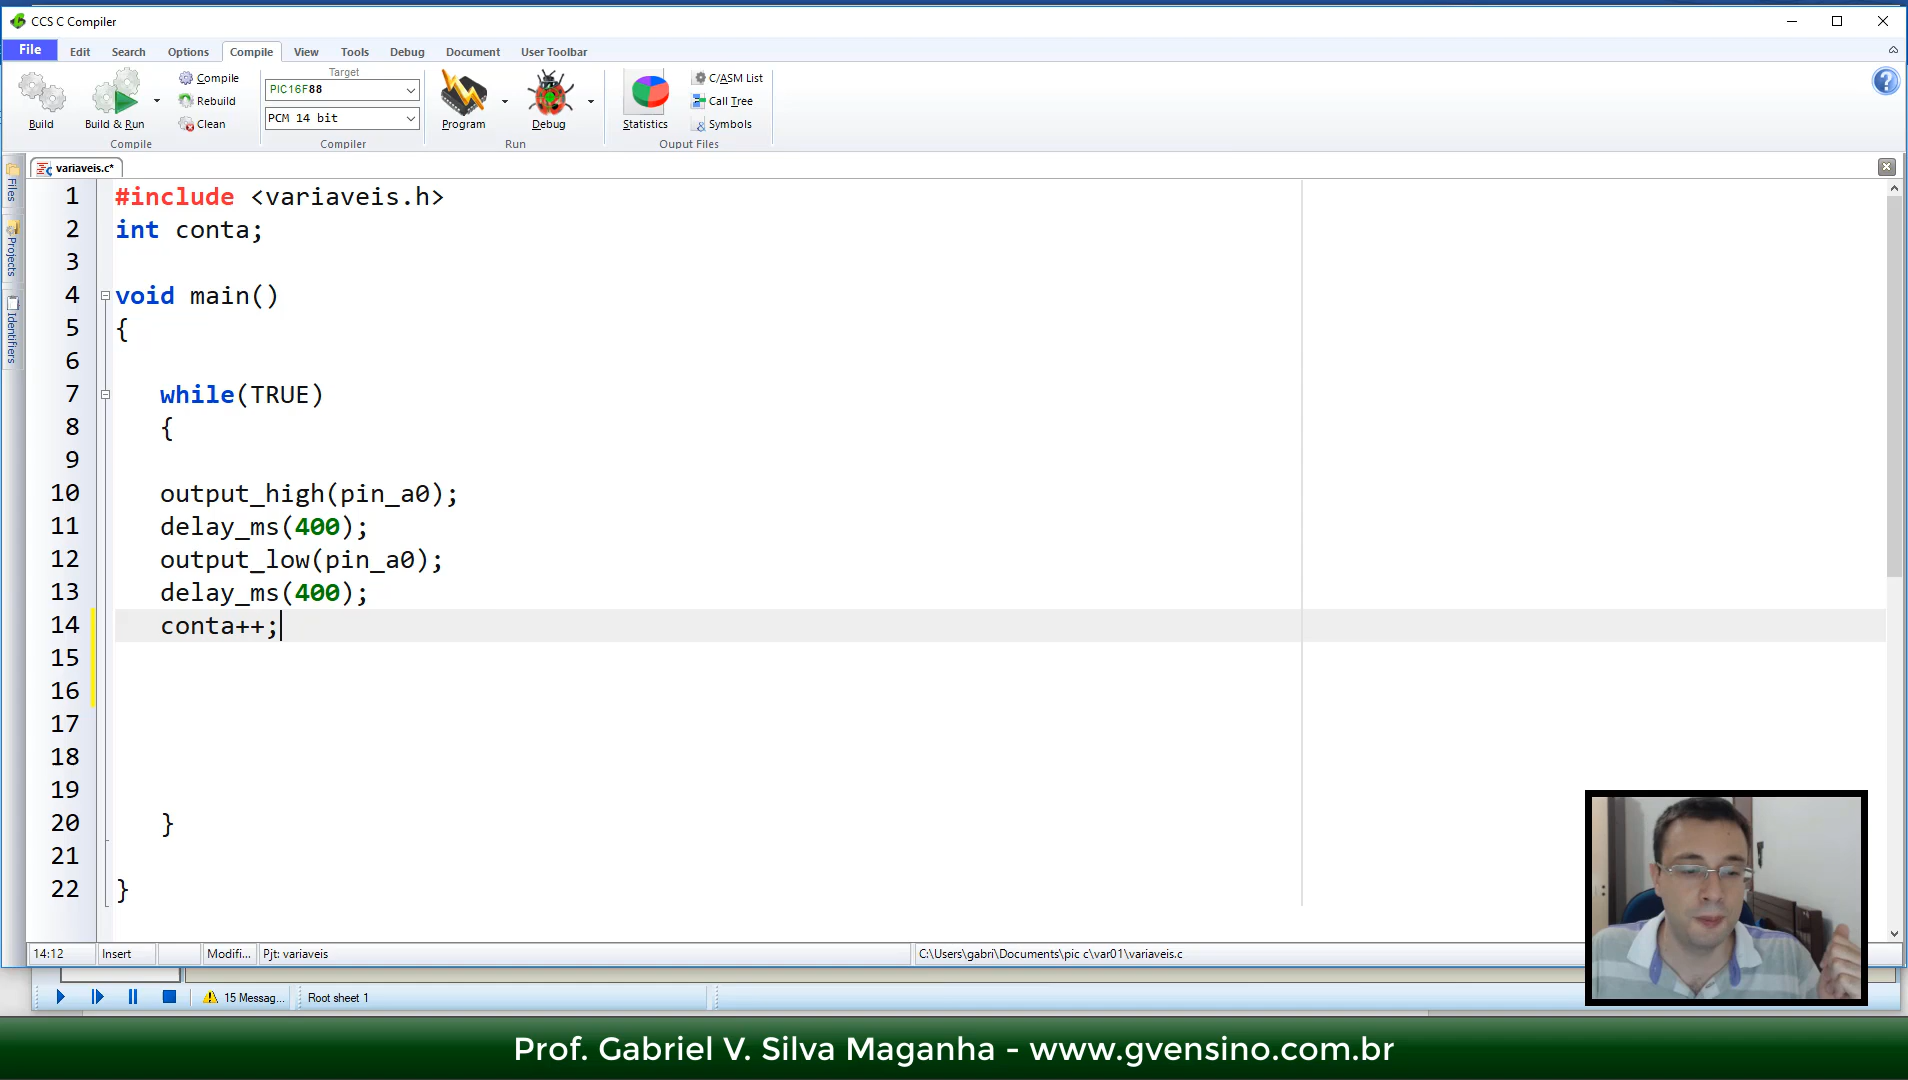 CCS C Compiler
File Edit Search Options Compile View Tools Debug Document User Toolbar
Build
Build & Run
Compile
Rebuild
Clean
Compile
Target
PIC16F88
PCM 14 bit
Compiler
Program
Debug
Run
Statistics
C/ASM List
Call Tree
Symbols
Ouput Files
Files
Projects
Identifiers
variaveis.c*
1 #include <variaveis.h>
2 int conta;
3
4 void main()
5 {
6
7 while(TRUE)
8 {
9
10 output_high(pin_a0);
11 delay_ms(400);
12 output_low(pin_a0);
13 delay_ms(400);
14 conta++;
15
16
17
18
19
20 }
21
22 }
14:12 Insert Modifi... Pjt: variaveis C:\Users\gabri\Documents\pic c\var01\variaveis.c
15 Messag... Root sheet 1
Prof. Gabriel V. Silva Maganha - www.gvensino.com.br